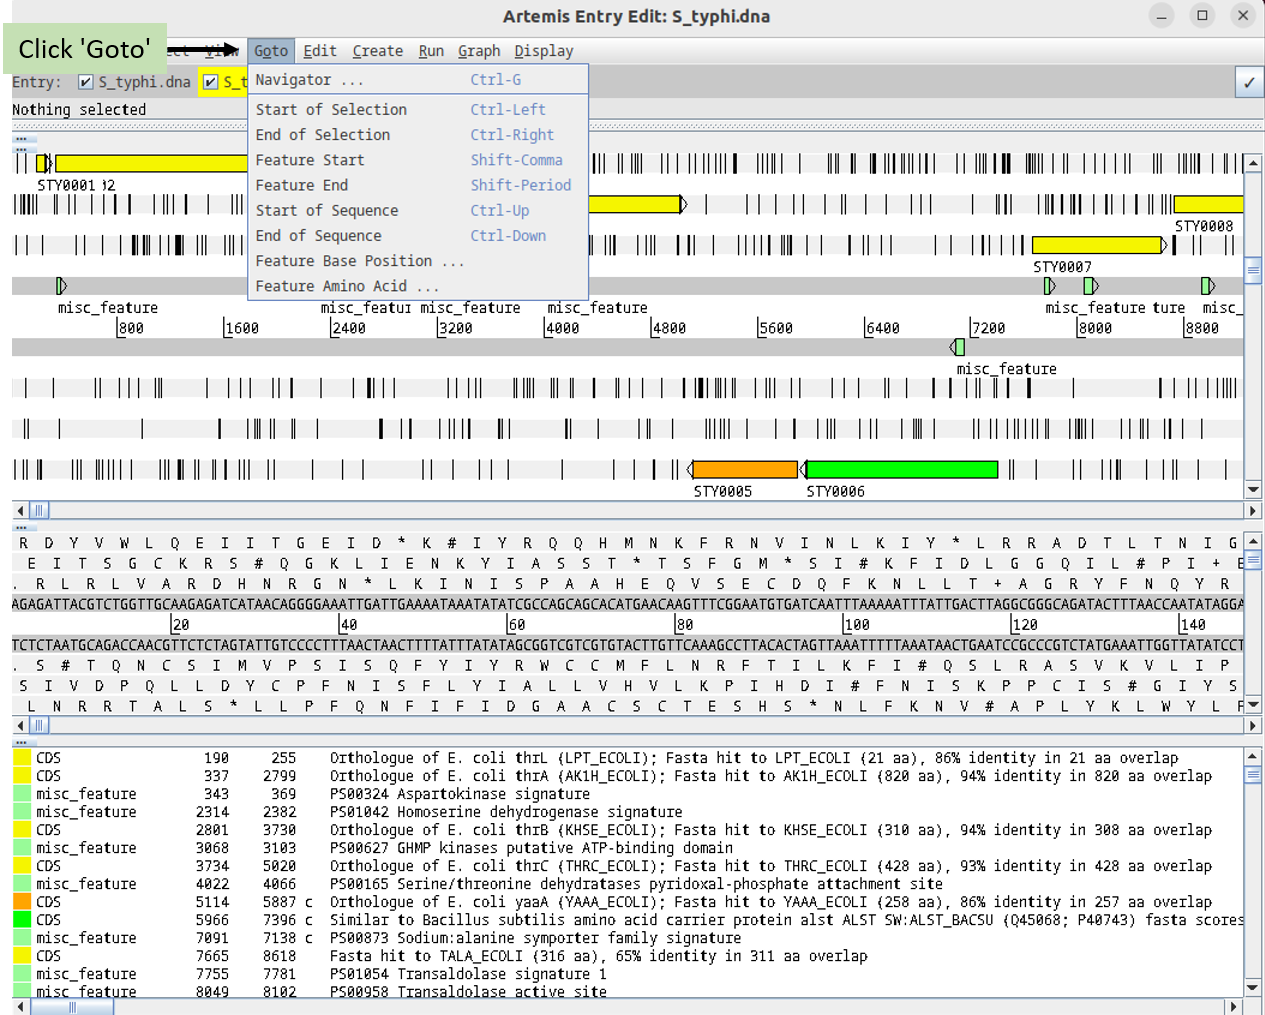 Artemis Entry Edit: S_typhi.dna
Click 'Goto'
Goto Edit Create Run Graph Display
Entry: S_typhi.dna S_t
Nothing selected
Navigator ... Ctrl-G
Start of Selection Ctrl-Left
End of Selection Ctrl-Right
Feature Start Shift-Comma
Feature End Shift-Period
Start of Sequence Ctrl-Up
End of Sequence Ctrl-Down
Feature Base Position ...
Feature Amino Acid ...
STY0001
STY0008
STY0007
misc_feature misc_featur misc_feature misc_feature misc_feature ture misc_
800 1600 2400 3200 4000 4800 5600 6400 7200 8000 8800
misc_feature
STY0005 STY0006
R D Y V W L Q E I I T G E I D * K # I Y R Q Q H M N K F R N V I N L K I Y * L R R A D T L T N I G
E I T S G C K R S # Q G K L I E N K Y I A S S T * T S F G M * S I # K F I D L G G Q I L # P I + E
. R L R L V A R D H N R G N * L K I N I S P A A H E Q V S E C D Q F K N L L T + A G R Y F N Q Y R
AGAGATTACGTCTGGTTGCAAGAGATCATAACAGGGGAAATTGATTGAAAATAAATATATCGCCAGCAGCACATGAACAAGTTTCGGAATGTGATCAATTTAAAAATTTATTGACTTAGGCGGGCAGATACTTTAACCAATATAGGA
20 40 60 80 100 120 140
TCTCTAATGCAGACCAACGTTCTCTAGTATTGTCCCCTTTAACTAACTTTTATTTATATAGCGGTCGTCGTGTACTTGTTCAAAGCCTTACACTAGTTAAATTTTTAAATAACTGAATCCGCCCGTCTATGAAATTGGTTATATCCT
. S # T Q N C S I M V P S I S Q F Y I Y R W C C M F L N R F T I L K F I # Q S L R A S V K V L I P
S I V D P Q L L D Y C P F N I S F L Y I A L L V H V L K P I H D I # F N I S K P P C I S # G I Y S
L N R R T A L S * L L P F Q N F I F I D G A A C S C T E S H S * N L F K N V # A P L Y K L W Y L P
CDS 190 255 Orthologue of E. coli thrL (LPT_ECOLI); Fasta hit to LPT_ECOLI (21 aa), 86% identity in 21 aa overlap
CDS 337 2799 Orthologue of E. coli thrA (AK1H_ECOLI); Fasta hit to AK1H_ECOLI (820 aa), 94% identity in 820 aa overlap
misc_feature 343 369 PS00324 Aspartokinase signature
misc_feature 2314 2382 PS01042 Homoserine dehydrogenase signature
CDS 2801 3730 Orthologue of E. coli thrB (KHSE_ECOLI); Fasta hit to KHSE_ECOLI (310 aa), 94% identity in 308 aa overlap
misc_feature 3068 3103 PS00627 GHMP kinases putative ATP-binding domain
CDS 3734 5020 Orthologue of E. coli thrC (THRC_ECOLI); Fasta hit to THRC_ECOLI (428 aa), 93% identity in 428 aa overlap
misc_feature 4022 4066 PS00165 Serine/threonine dehydratases pyridoxal-phosphate attachment site
CDS 5114 5887 c Orthologue of E. coli yaaA (YAAA_ECOLI); Fasta hit to YAAA_ECOLI (258 aa), 86% identity in 257 aa overlap
CDS 5966 7396 c Similar to Bacillus subtilis amino acid carrier protein alst ALST SW:ALST_BACSU (Q45068; P40743) fasta scores
misc_feature 7091 7138 c PS00873 Sodium:alanine symporter family signature
CDS 7665 8618 Fasta hit to TALA_ECOLI (316 aa), 65% identity in 311 aa overlap
misc_feature 7755 7781 PS01054 Transaldolase signature 1
misc_feature 8049 8102 PS00958 Transaldolase active site